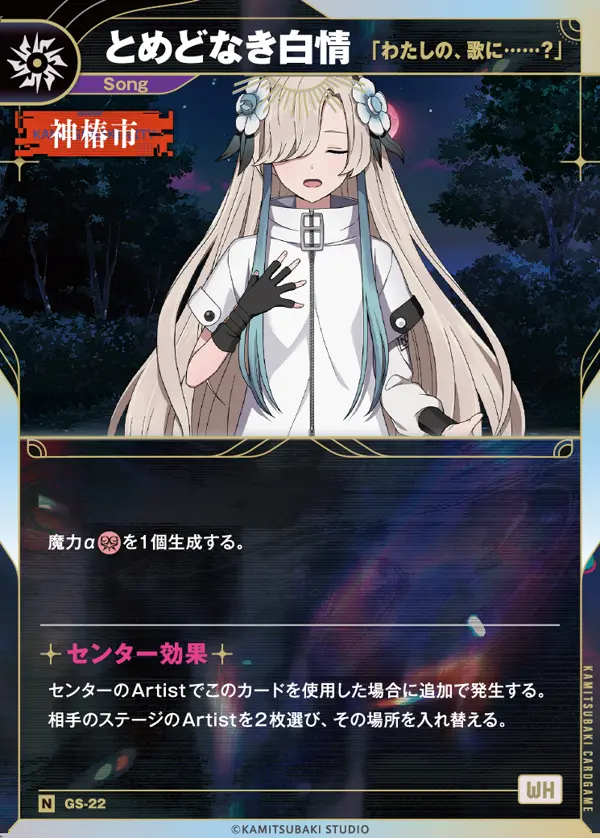 とめどなき白情 「わたしの、歌に……?」
Song
神椿市
魔力αを1個生成する。
センター効果
センターのArtistでこのカードを使用した場合に追加で発生する。
相手のステージのArtistを2枚選び、その場所を入れ替える。
KAMITSUBAKI CARDGAME
WH
N GS-22
©KAMITSUBAKI STUDIO